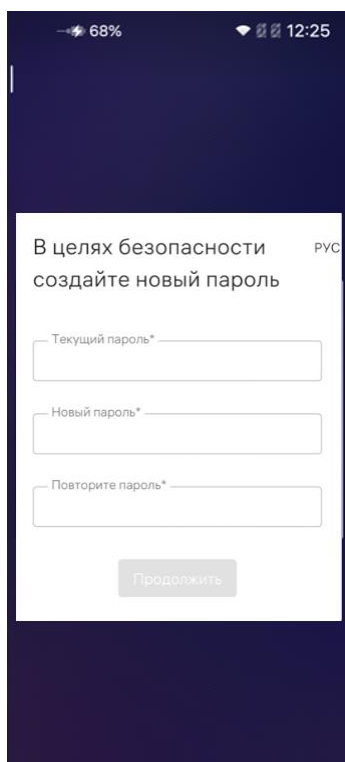 68% 12:25
В целях безопасности РУС
создайте новый пароль
Текущий пароль*
Новый пароль*
Повторите пароль*
Продолжить